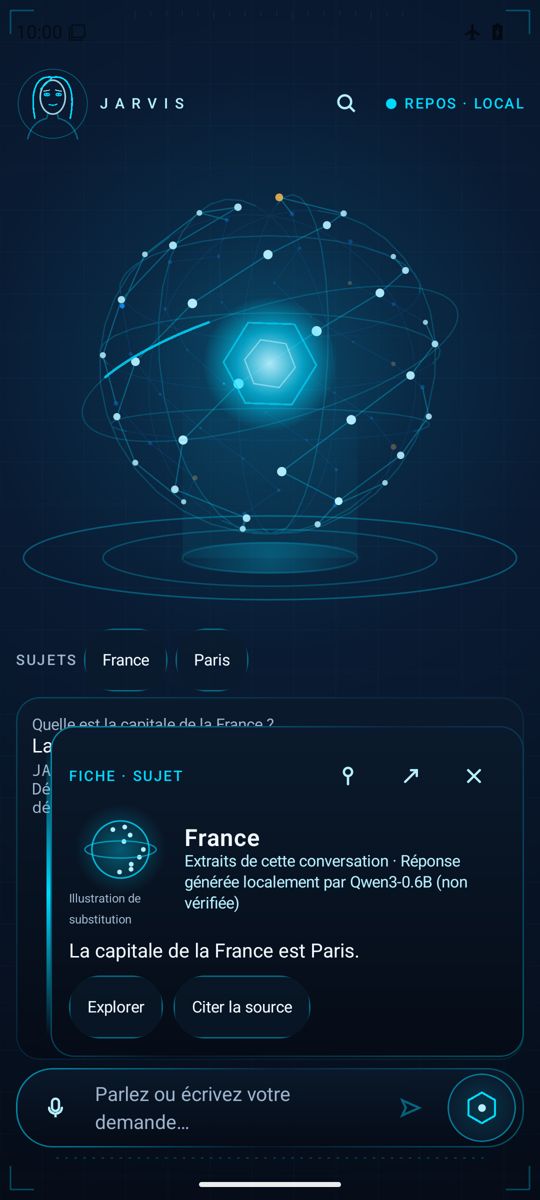 10:00
JARVIS
REPOS · LOCAL
SUJETS
France
Paris
Quelle est la capitale de la France ?
La
JA
Dé
dé
FICHE · SUJET
France
Extraits de cette conversation · Réponse
générée localement par Qwen3-0.6B (non
vérifiée)
Illustration de
substitution
La capitale de la France est Paris.
Explorer
Citer la source
Parlez ou écrivez votre
demande…